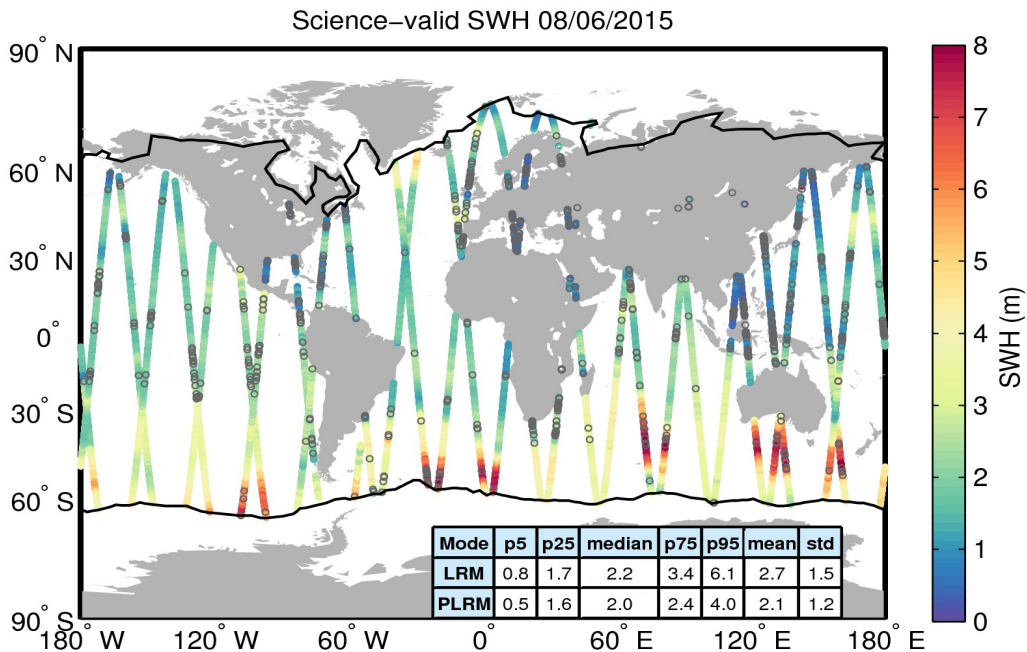 Science−valid SWH 08/06/2015
90° N
60° N
30° N
0°
30° S
60° S
90° S
180° W
120° W
60° W
0°
60° E
120° E
180° E
8
7
6
5
4
3
2
1
0
SWH (m)
Mode p5 p25 median p75 p95 mean std
LRM 0.8 1.7 2.2 3.4 6.1 2.7 1.5
PLRM 0.5 1.6 2.0 2.4 4.0 2.1 1.2